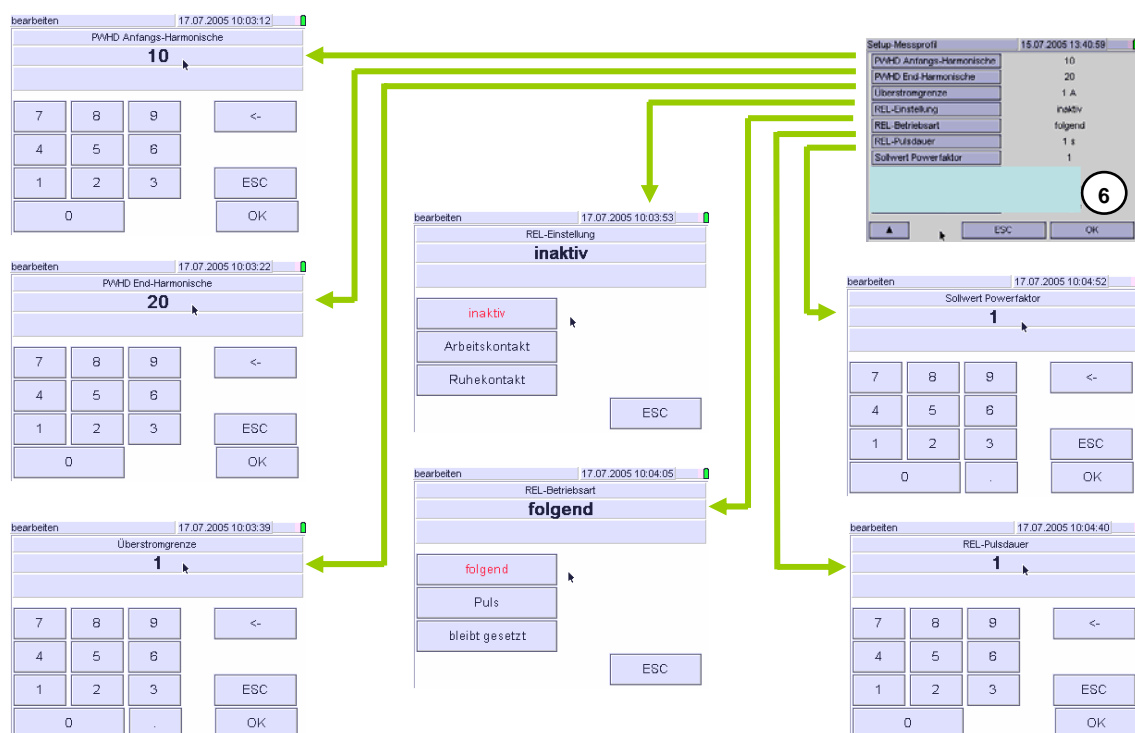 bearbeiten 17.07.2005 10:03:12
PWHD Anfangs-Harmonische
10
7 8 9 <-
4 5 6
1 2 3 ESC
0 OK
bearbeiten 17.07.2005 10:03:22
PWHD End-Harmonische
20
7 8 9 <-
4 5 6
1 2 3 ESC
0 OK
bearbeiten 17.07.2005 10:03:39
Überstromgrenze
1
7 8 9 <-
4 5 6
1 2 3 ESC
0 . OK
bearbeiten 17.07.2005 10:03:53
REL-Einstellung
inaktiv
inaktiv
Arbeitskontakt
Ruhekontakt
ESC
bearbeiten 17.07.2005 10:04:05
REL-Betriebsart
folgend
folgend
Puls
bleibt gesetzt
ESC
Setup-Messprofil 15.07.2005 13:40:59
PWHD Anfangs-Harmonische 10
PWHD End-Harmonische 20
Überstromgrenze 1 A
REL-Einstellung inaktiv
REL-Betriebsart folgend
REL-Pulsdauer 1 s
Sollwert Powerfaktor 1
6
▲ ESC OK
bearbeiten 17.07.2005 10:04:52
Sollwert Powerfaktor
1
7 8 9 <-
4 5 6
1 2 3 ESC
0 . OK
bearbeiten 17.07.2005 10:04:40
REL-Pulsdauer
1
7 8 9 <-
4 5 6
1 2 3 ESC
0 OK